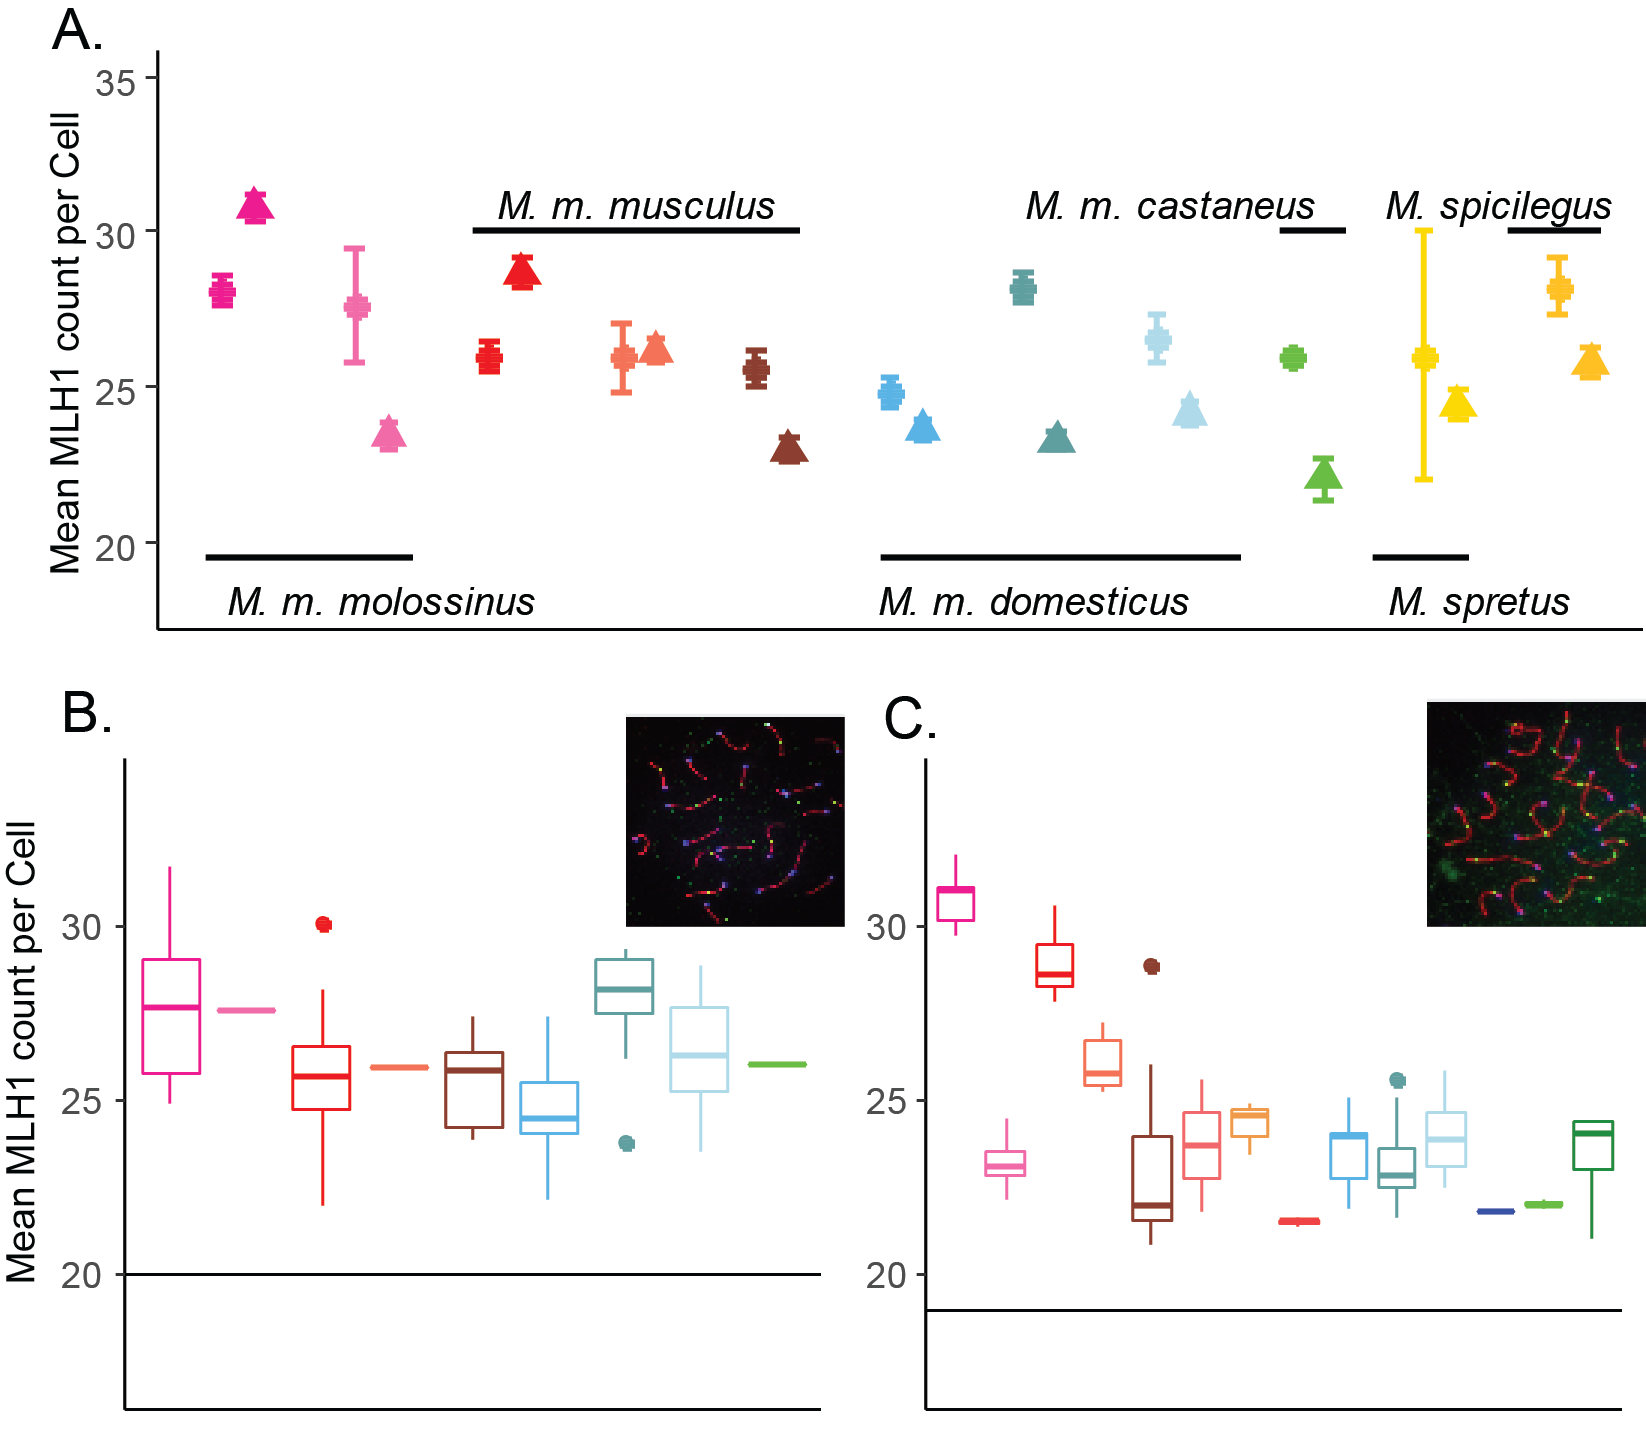 A.
Mean MLH1 count per Cell
35
30
25
20
M. m. musculus
M. m. castaneus
M. spicilegus
M. m. molossinus
M. m. domesticus
M. spretus
B.
Mean MLH1 count per Cell
30
25
20
C.
30
25
20